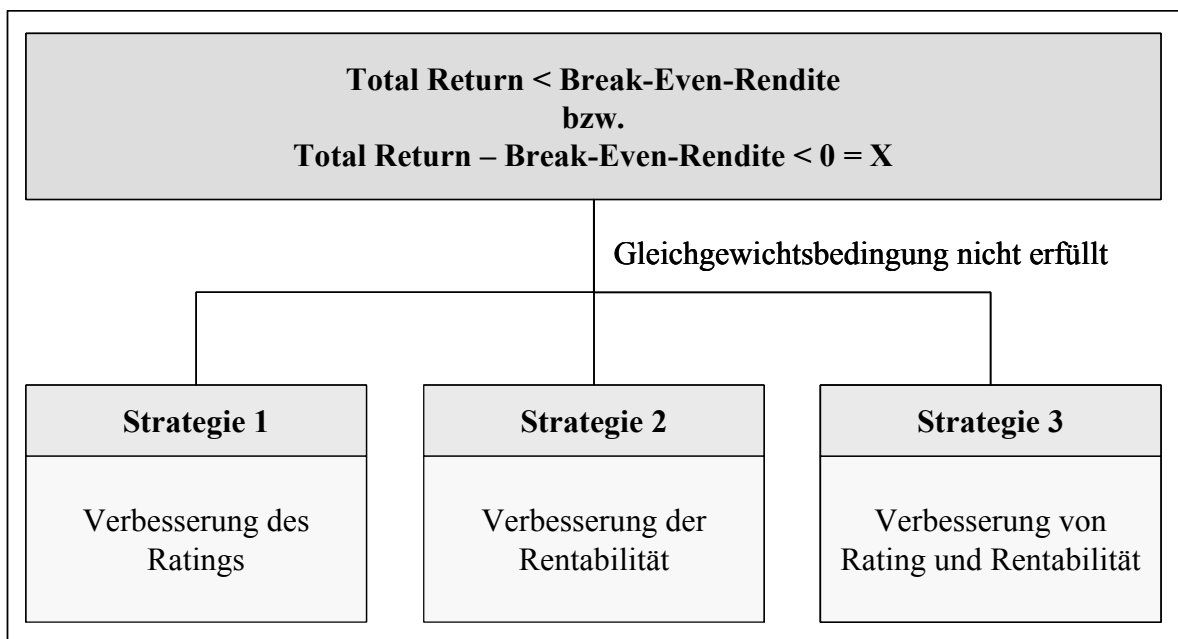 Total Return < Break-Even-Rendite
bzw.
Total Return – Break-Even-Rendite < 0 = X
Gleichgewichtsbedingung nicht erfüllt
Strategie 1
Verbesserung des
Ratings
Strategie 2
Verbesserung der
Rentabilität
Strategie 3
Verbesserung von
Rating und Rentabilität